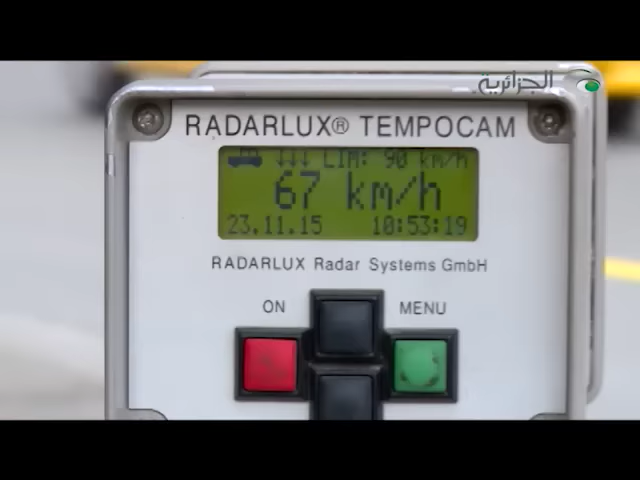 الجزائرية
RADARLUX® TEMPOCAM
LIM: 90 km/h
67 km/h
23.11.15 10:53:19
RADARLUX Radar Systems GmbH
ON MENU